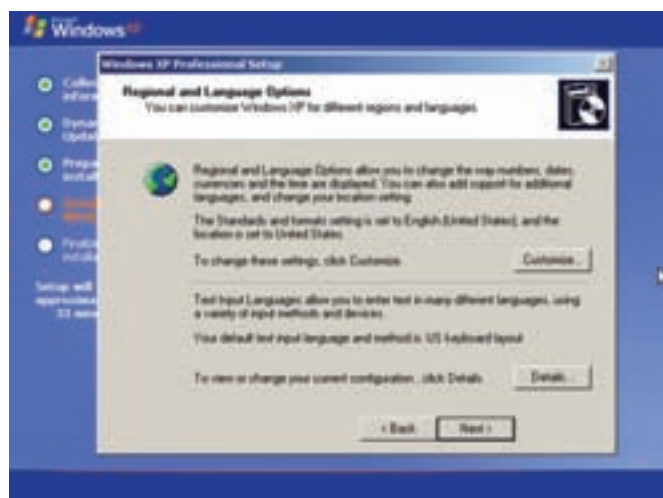 Microsoft
Windows xp
Windows XP Professional Setup
Regional and Language Options
You can customize Windows XP for different regions and languages.
Regional and Language Options allow you to change the way numbers, dates,
currencies and the time are displayed. You can also add support for additional
languages, and change your location setting.
The Standards and formats setting is set to English (United States), and the
location is set to United States.
To change these settings, click Customize.
Customize...
Text Input Languages allow you to enter text in many different languages, using
a variety of input methods and devices.
Your default text input language and method is: US keyboard layout
To view or change your current configuration, click Details.
Details...
< Back
Next >
Setup will
33